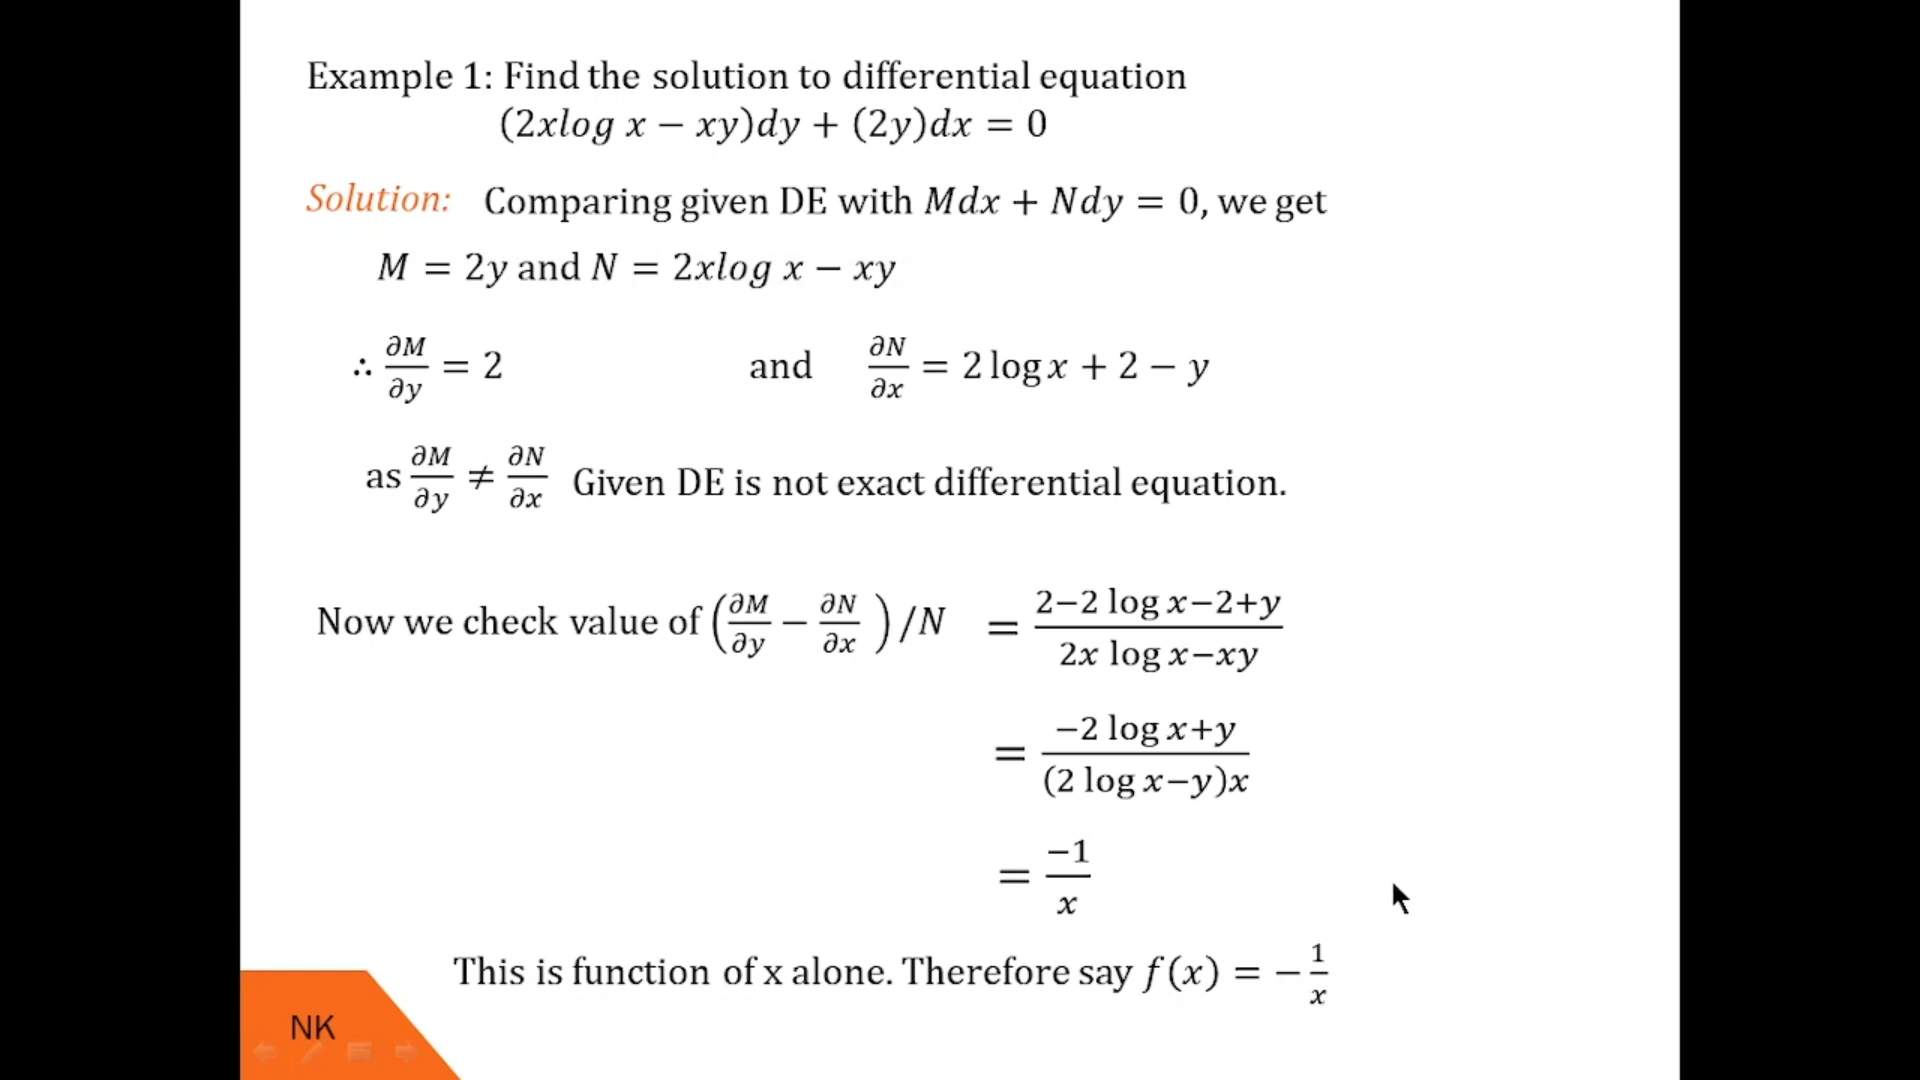 Example 1: Find the solution to differential equation
(2xlog x − xy)dy + (2y)dx = 0
Solution: Comparing given DE with Mdx + Ndy = 0, we get
M = 2y and N = 2xlog x − xy
∴ ∂M/∂y = 2 and ∂N/∂x = 2 log x + 2 − y
as ∂M/∂y ≠ ∂N/∂x Given DE is not exact differential equation.
Now we check value of (∂M/∂y − ∂N/∂x)/N = (2−2 log x−2+y)/(2x log x−xy)
= (−2 log x+y)/((2 log x−y)x)
= −1/x
This is function of x alone. Therefore say f(x) = −1/x
NK